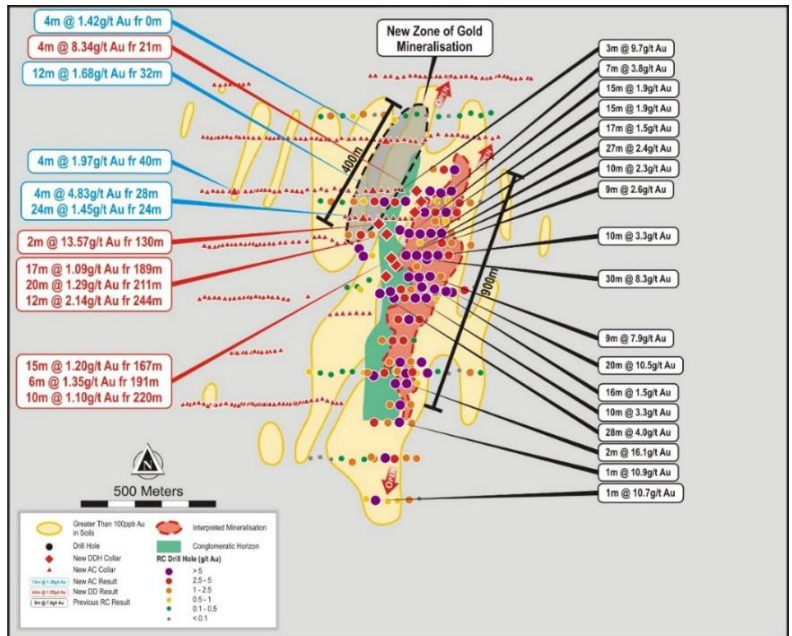 4m @ 1.42g/t Au fr 0m
4m @ 8.34g/t Au fr 21m
12m @ 1.68g/t Au fr 32m
4m @ 1.97g/t Au fr 40m
4m @ 4.83g/t Au fr 28m
24m @ 1.45g/t Au fr 24m
2m @ 13.57g/t Au fr 130m
17m @ 1.09g/t Au fr 189m
20m @ 1.29g/t Au fr 211m
12m @ 2.14g/t Au fr 244m
15m @ 1.20g/t Au fr 167m
6m @ 1.35g/t Au fr 191m
10m @ 1.10g/t Au fr 220m
New Zone of Gold
Mineralisation
Open
Open
400m
900m
Open
3m @ 9.7g/t Au
7m @ 3.8g/t Au
15m @ 1.9g/t Au
15m @ 1.9g/t Au
17m @ 1.5g/t Au
27m @ 2.4g/t Au
10m @ 2.3g/t Au
9m @ 2.6g/t Au
10m @ 3.3g/t Au
30m @ 8.3g/t Au
9m @ 7.9g/t Au
20m @ 10.5g/t Au
16m @ 1.5g/t Au
10m @ 3.3g/t Au
28m @ 4.0g/t Au
2m @ 16.1g/t Au
1m @ 10.9g/t Au
1m @ 10.7g/t Au
N
500 Meters
Greater Than 100ppb Au
in Soils
Drill Hole
New DDH Collar
New AC Collar
New AC Result
New DD Result
Previous RC Result
Interpreted Mineralisation
Conglomeratic Horizon
RC Drill Hole (g/t Au)
> 5
2.5 - 5
1 - 2.5
0.5 - 1
0.1 - 0.5
< 0.1